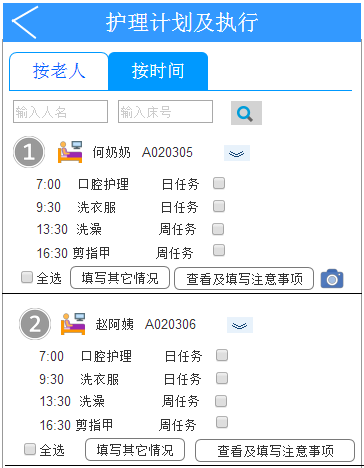 护理计划及执行
按老人 按时间
输入人名 输入床号
1 何奶奶 A020305
7:00 口腔护理 日任务
9:30 洗衣服 日任务
13:30 洗澡 周任务
16:30 剪指甲 周任务
全选 填写其它情况 查看及填写注意事项
2 赵阿姨 A020306
7:00 口腔护理 日任务
9:30 洗衣服 日任务
13:30 洗澡 周任务
16:30 剪指甲 周任务
全选 填写其它情况 查看及填写注意事项